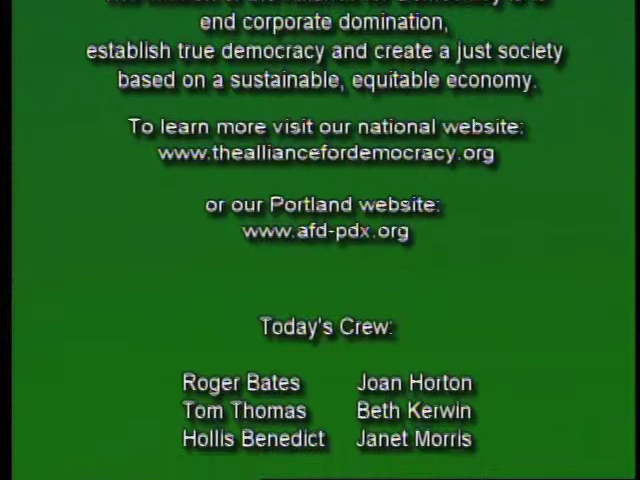 end corporate domination,
establish true democracy and create a just society
based on a sustainable, equitable economy.
To learn more visit our national website:
www.thealliancefordemocracy.org
or our Portland website:
www.afd-pdx.org
Today's Crew:
Roger Bates Joan Horton
Tom Thomas Beth Kerwin
Hollis Benedict Janet Morris